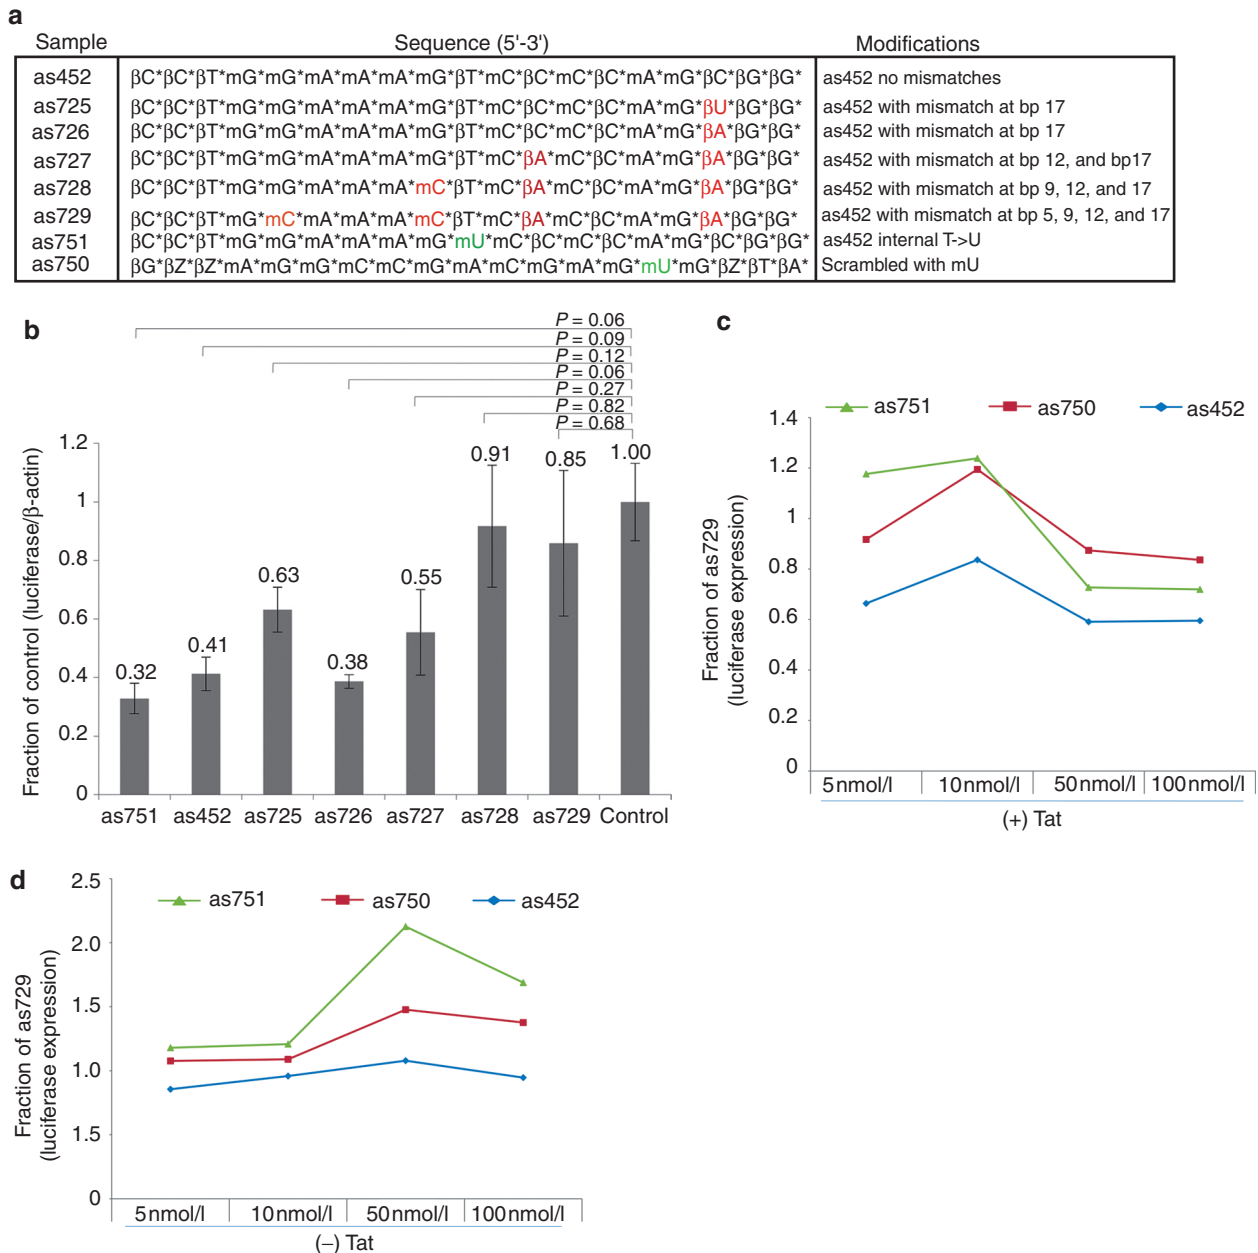 a
Sample Sequence (5'-3') Modifications
as452 βC*βC*βT*mG*mG*mA*mA*mA*mG*βT*mC*βC*mC*βC*mA*mG*βC*βG*βG* as452 no mismatches
as725 βC*βC*βT*mG*mG*mA*mA*mA*mG*βT*mC*βC*mC*βC*mA*mG*βU*βG*βG* as452 with mismatch at bp 17
as726 βC*βC*βT*mG*mG*mA*mA*mA*mG*βT*mC*βC*mC*βC*mA*mG*βA*βG*βG* as452 with mismatch at bp 17
as727 βC*βC*βT*mG*mG*mA*mA*mA*mG*βT*mC*βA*mC*βC*mA*mG*βA*βG*βG* as452 with mismatch at bp 12, and bp17
as728 βC*βC*βT*mG*mG*mA*mA*mA*mC*βT*mC*βA*mC*βC*mA*mG*βA*βG*βG* as452 with mismatch at bp 9, 12, and 17
as729 βC*βC*βT*mG*mC*mA*mA*mA*mC*βT*mC*βA*mC*βC*mA*mG*βA*βG*βG* as452 with mismatch at bp 5, 9, 12, and 17
as751 βC*βC*βT*mG*mG*mA*mA*mA*mG*mU*mC*βC*mC*βC*mA*mG*βC*βG*βG* as452 internal T->U
as750 βG*βZ*βZ*mA*mG*mG*mC*mC*mG*mA*mC*mG*mA*mG*mU*mG*βZ*βT*βA* Scrambled with mU
b
P = 0.06
P = 0.09
P = 0.12
P = 0.06
P = 0.27
P = 0.82
P = 0.68
Fraction of control (luciferase/β-actin)
1.2
1
0.8
0.6
0.4
0.2
0
0.32 0.41 0.63 0.38 0.55 0.91 0.85 1.00
as751 as452 as725 as726 as727 as728 as729 Control
c
as751 as750 as452
Fraction of as729
(luciferase expression)
1.4
1.2
1
0.8
0.6
0.4
0.2
0
5 nmol/l 10 nmol/l 50 nmol/l 100 nmol/l
(+) Tat
d
as751 as750 as452
Fraction of as729
(luciferase expression)
2.5
2.0
1.5
1.0
1.5
0
5 nmol/l 10 nmol/l 50 nmol/l 100 nmol/l
(−) Tat